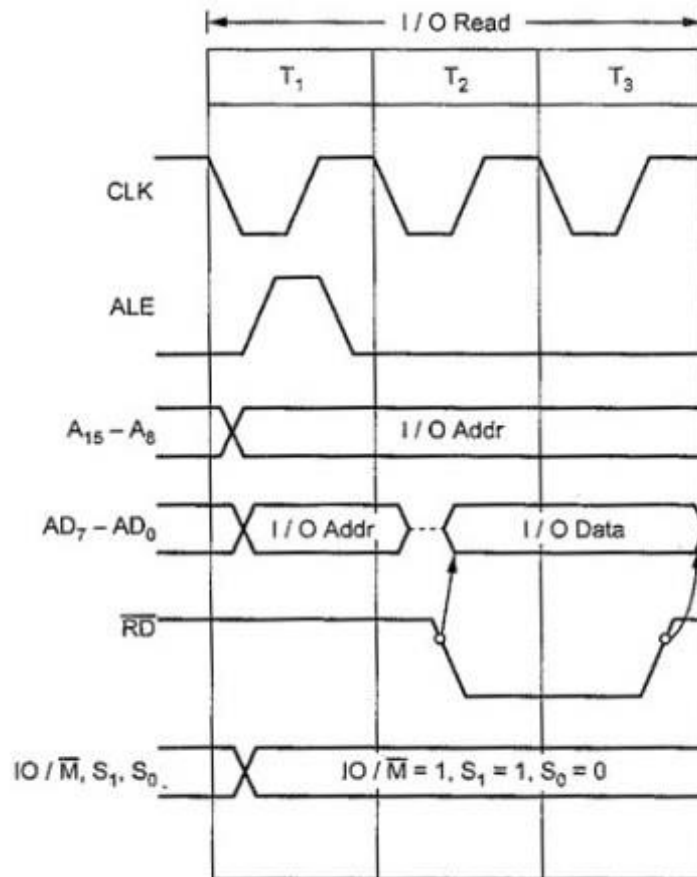 I / O Read
T₁ T₂ T₃
CLK
ALE
A₁₅ – A₈ I / O Addr
AD₇ – AD₀ I / O Addr I / O Data
R̅D̅
IO / M̅, S₁, S₀ IO / M̅ = 1, S₁ = 1, S₀ = 0